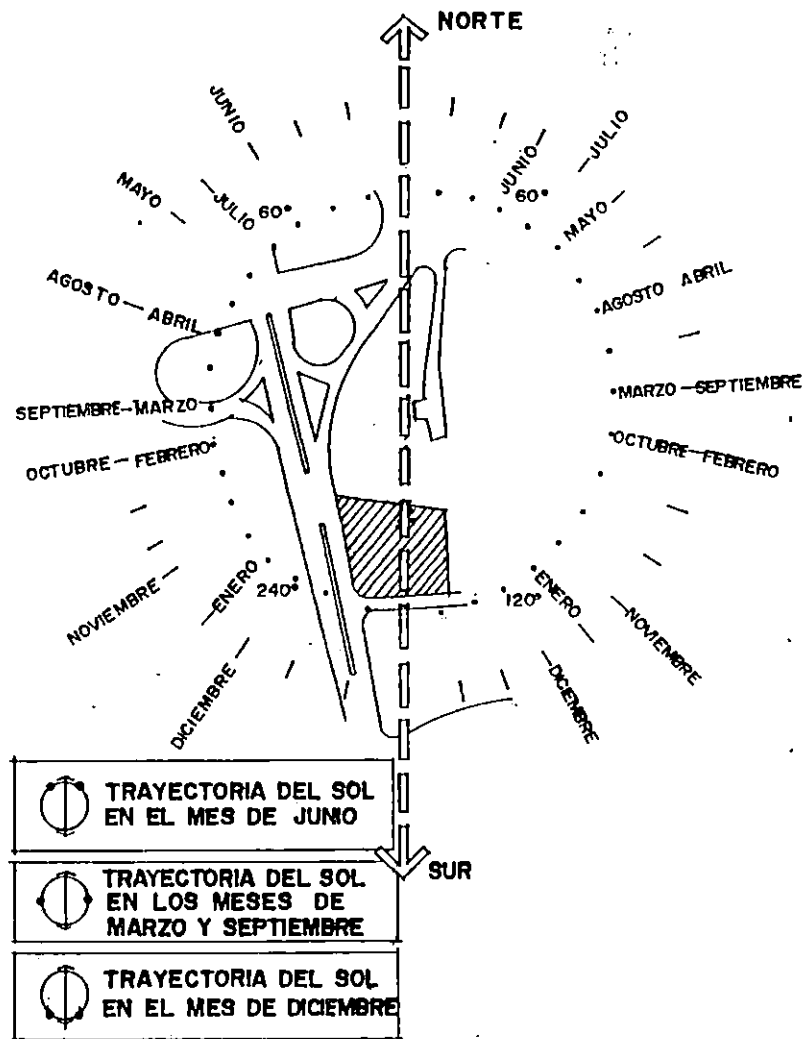 NORTE
JUNIO
JULIO
60°
MAYO
AGOSTO — ABRIL
SEPTIEMBRE—MARZO
OCTUBRE — FEBRERO
NOVIEMBRE
ENERO
240°
DICIEMBRE
JUNIO
JULIO
60°
MAYO
AGOSTO ABRIL
MARZO—SEPTIEMBRE
OCTUBRE—FEBRERO
ENERO
120°
NOVIEMBRE
DICIEMBRE
SUR
TRAYECTORIA DEL SOL
EN EL MES DE JUNIO
TRAYECTORIA DEL SOL
EN LOS MESES DE
MARZO Y SEPTIEMBRE
TRAYECTORIA DEL SOL
EN EL MES DE DICIEMBRE